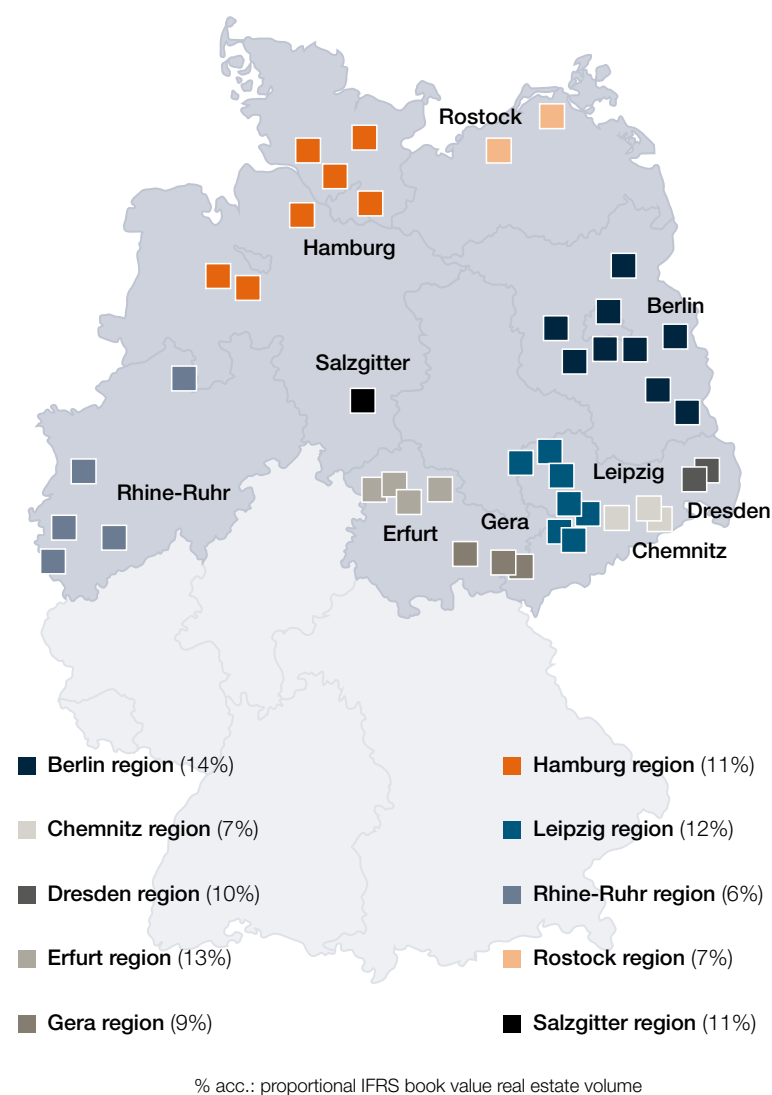 Rostock
Hamburg
Berlin
Salzgitter
Rhine-Ruhr
Leipzig
Dresden
Erfurt
Gera
Chemnitz
Berlin region (14%)
Hamburg region (11%)
Chemnitz region (7%)
Leipzig region (12%)
Dresden region (10%)
Rhine-Ruhr region (6%)
Erfurt region (13%)
Rostock region (7%)
Gera region (9%)
Salzgitter region (11%)
% acc.: proportional IFRS book value real estate volume